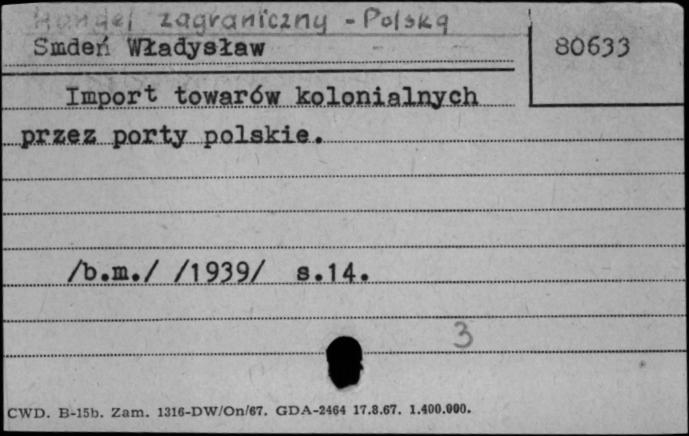 Handel zagraniczny - Polska
Smdeń Władysław
80633
Import towarów kolonialnych
przez porty polskie.
/b.m./ /1939/ s.14.
3
CWD. B-15b. Zam. 1316-DW/On/67. GDA-2464 17.8.67. 1.400.000.